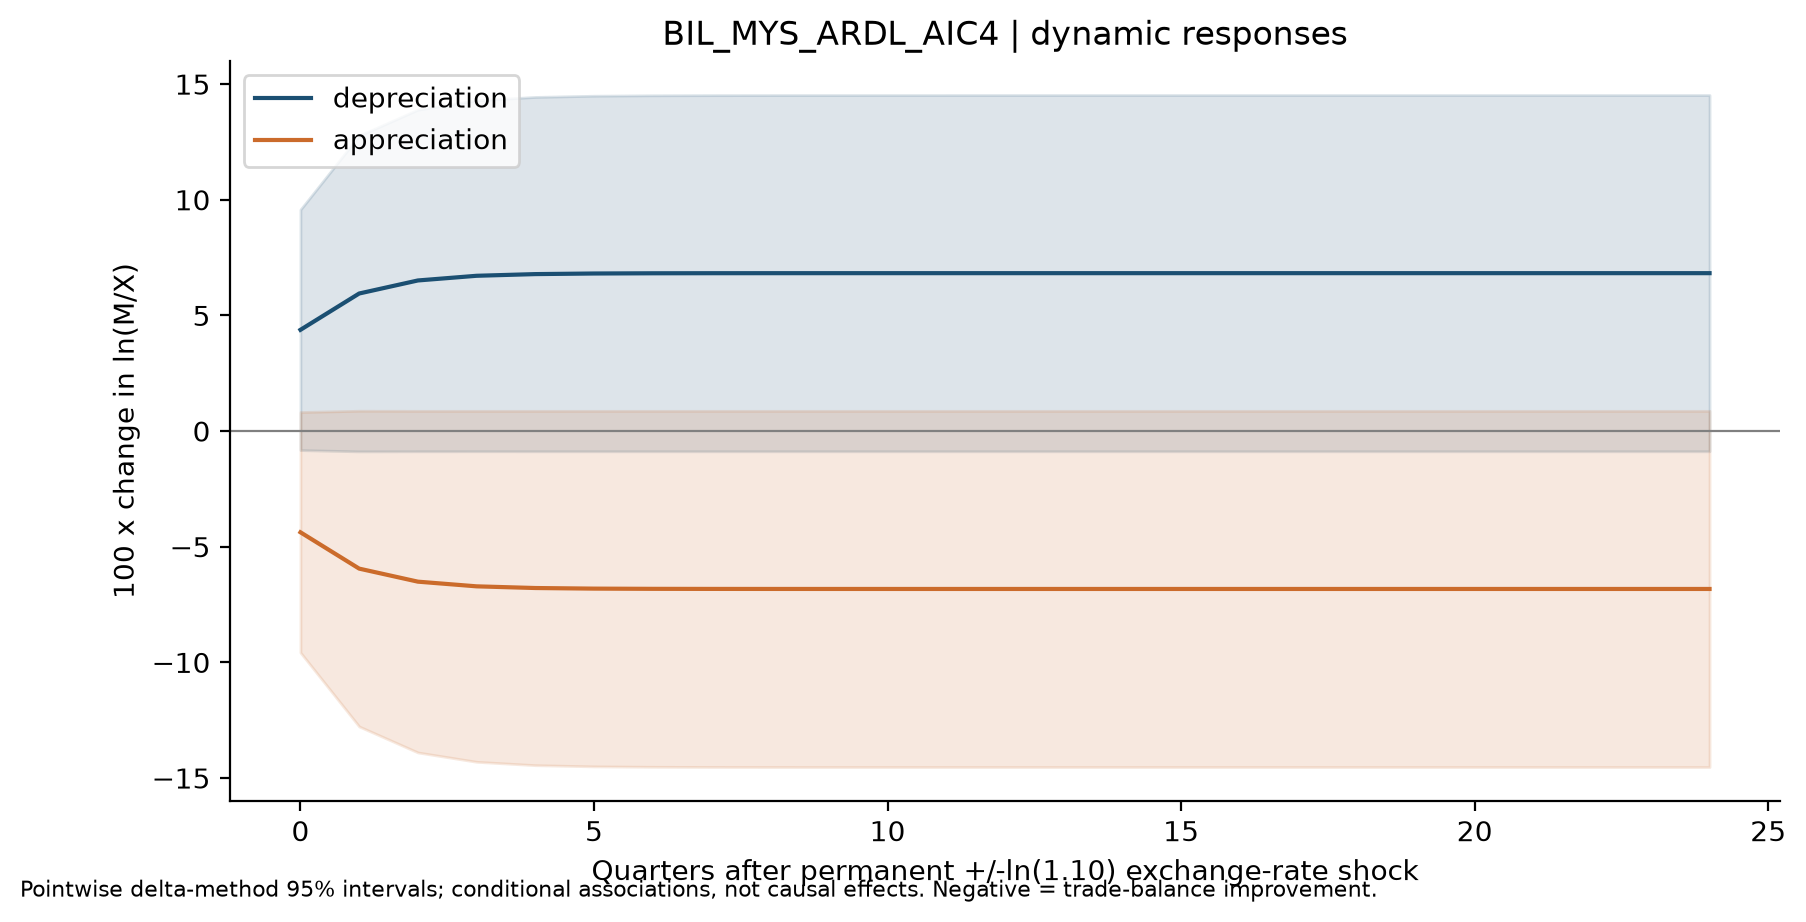 BIL_MYS_ARDL_AIC4 | dynamic responses
depreciation
appreciation
100 x change in ln(M/X)
15
10
5
0
−5
−10
−15
0 5 10 15 20 25
Quarters after permanent +/-ln(1.10) exchange-rate shock
Pointwise delta-method 95% intervals; conditional associations, not causal effects. Negative = trade-balance improvement.